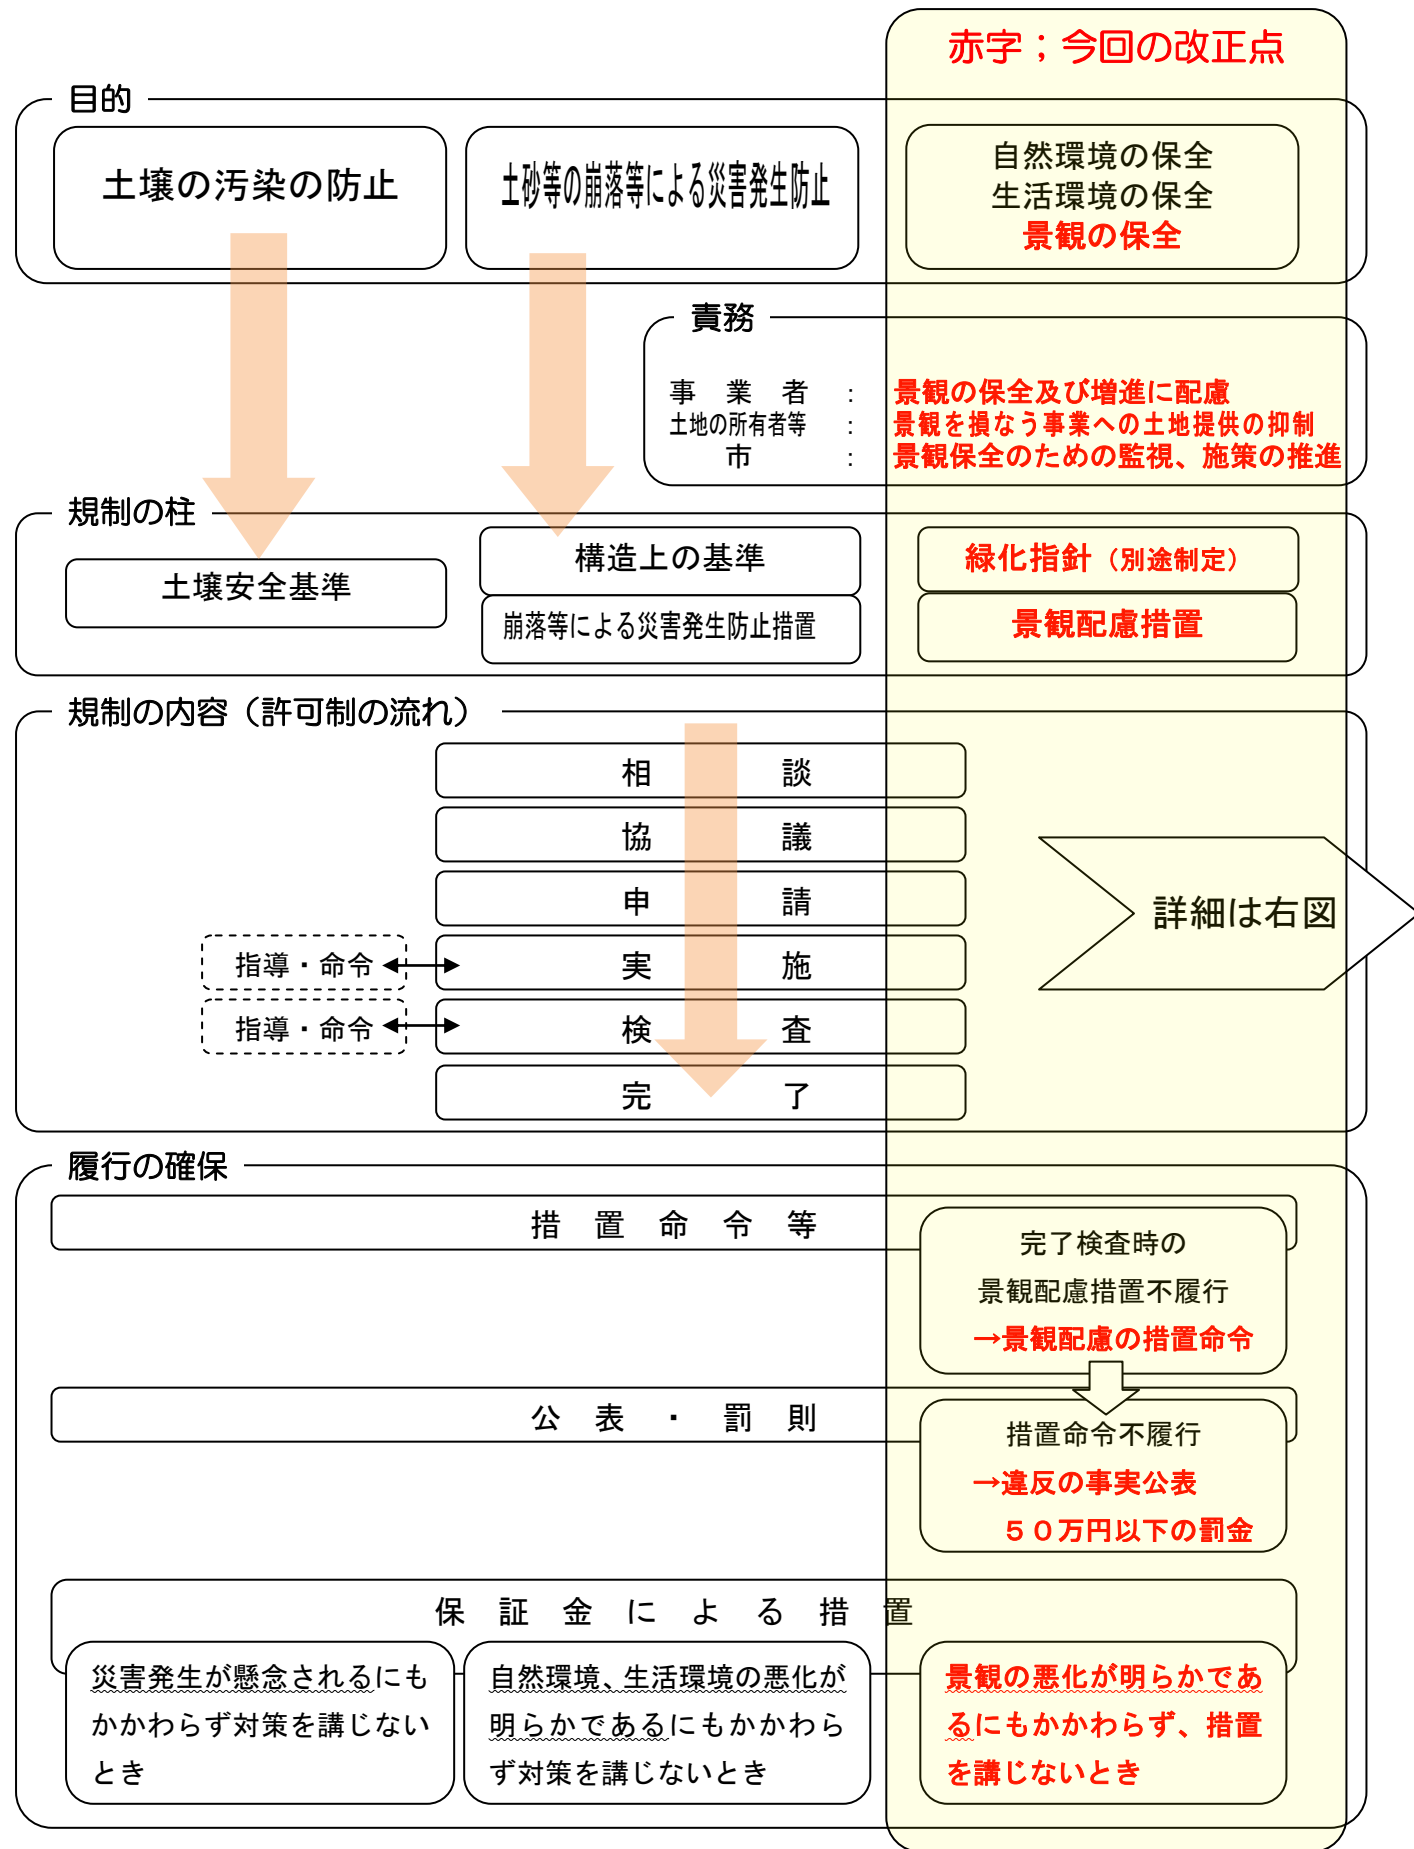 赤字；今回の改正点
目的
土壌の汚染の防止
土砂等の崩落等による災害発生防止
自然環境の保全
生活環境の保全
景観の保全
責務
事　業　者　：　景観の保全及び増進に配慮
土地の所有者等　：　景観を損なう事業への土地提供の抑制
市　：　景観保全のための監視、施策の推進
規制の柱
土壌安全基準
構造上の基準
崩落等による災害発生防止措置
緑化指針（別途制定）
景観配慮措置
規制の内容（許可制の流れ）
相　談
協　議
申　請
指導・命令
実　施
指導・命令
検　査
完　了
詳細は右図
履行の確保
措　置　命　令　等
完了検査時の
景観配慮措置不履行
→景観配慮の措置命令
公　表　・　罰　則
措置命令不履行
→違反の事実公表
５０万円以下の罰金
保　証　金　に　よ　る　措　置
災害発生が懸念されるにも
かかわらず対策を講じない
とき
自然環境、生活環境の悪化が
明らかであるにもかかわら
ず対策を講じないとき
景観の悪化が明らかであ
るにもかかわらず、措置
を講じないとき